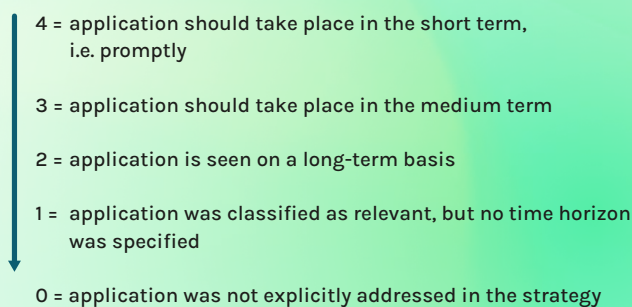 4 = application should take place in the short term,
i.e. promptly
3 = application should take place in the medium term
2 = application is seen on a long-term basis
1 = application was classified as relevant, but no time horizon
was specified
0 = application was not explicitly addressed in the strategy